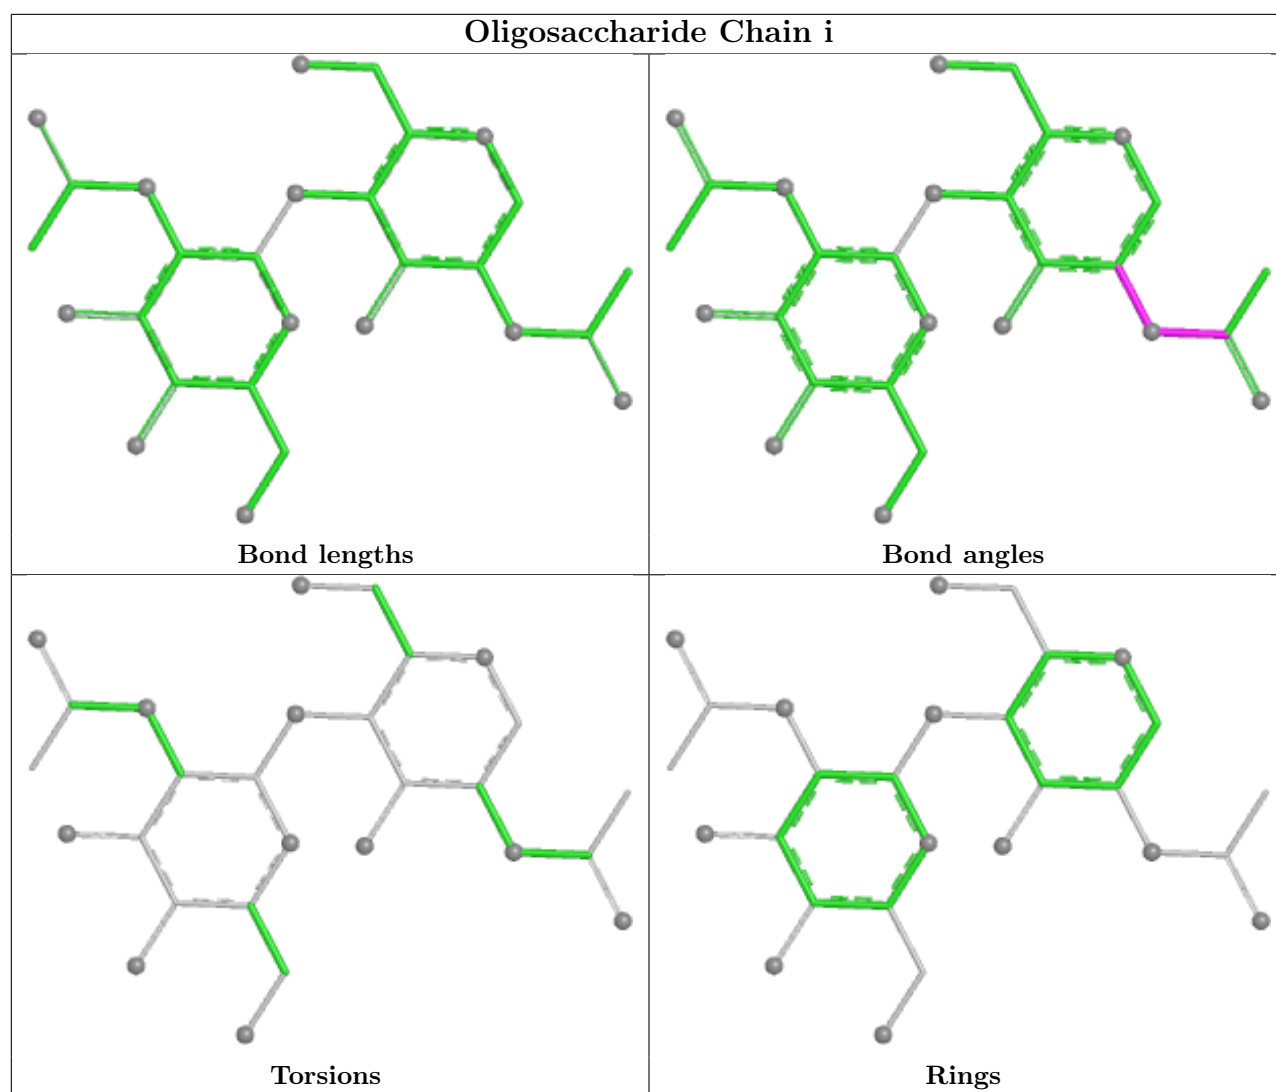 Oligosaccharide Chain i
Bond lengths
Bond angles
Torsions
Rings